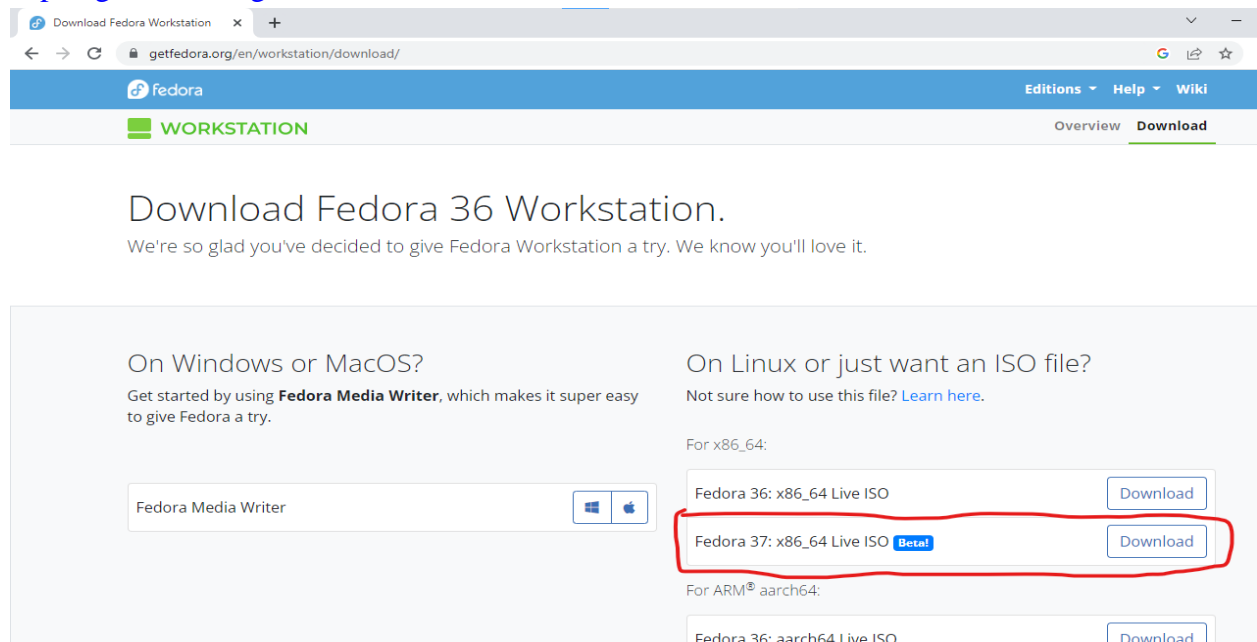 Download Fedora Workstation
getfedora.org/en/workstation/download/
fedora
Editions Help Wiki
WORKSTATION
Overview Download
Download Fedora 36 Workstation.
We're so glad you've decided to give Fedora Workstation a try. We know you'll love it.
On Windows or MacOS?
Get started by using Fedora Media Writer, which makes it super easy
to give Fedora a try.
Fedora Media Writer
On Linux or just want an ISO file?
Not sure how to use this file? Learn here.
For x86_64:
Fedora 36: x86_64 Live ISO Download
Fedora 37: x86_64 Live ISO Beta! Download
For ARM® aarch64:
Fedora 36: aarch64 Live ISO Download